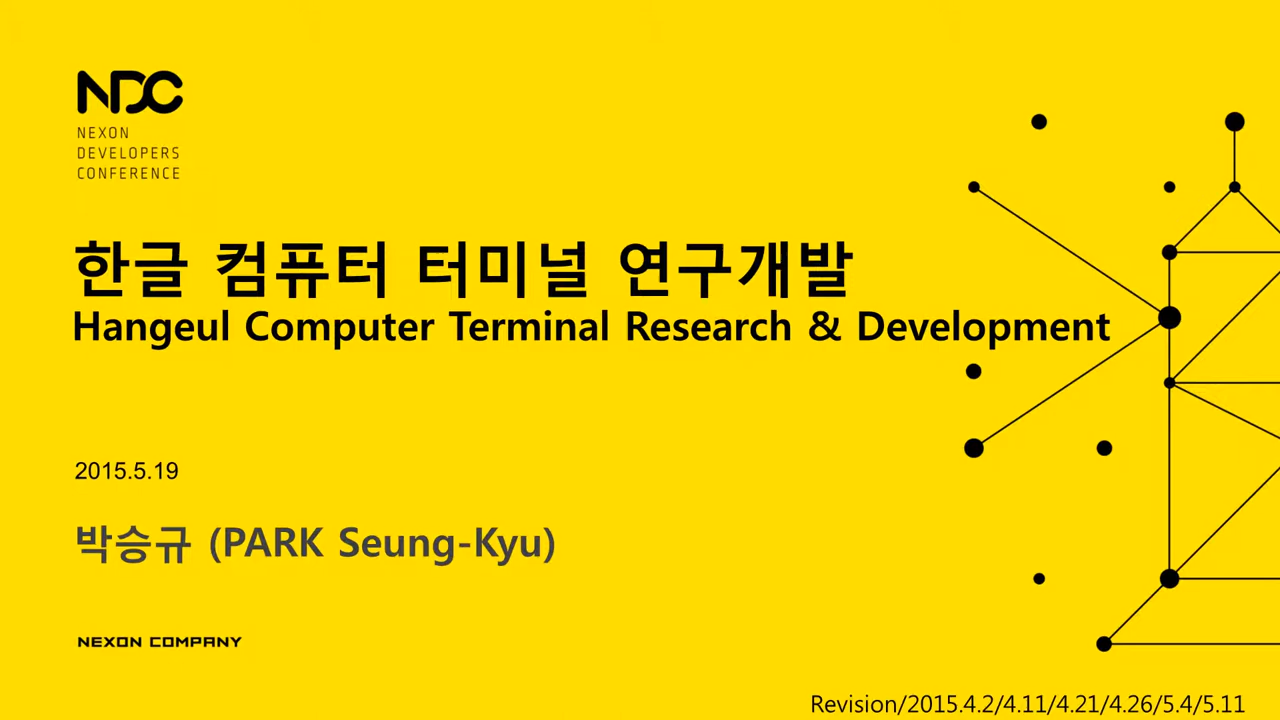 NDC
NEXON
DEVELOPERS
CONFERENCE
한글 컴퓨터 터미널 연구개발
Hangeul Computer Terminal Research & Development
2015.5.19
박승규 (PARK Seung-Kyu)
NEXON COMPANY
Revision/2015.4.2/4.11/4.21/4.26/5.4/5.11